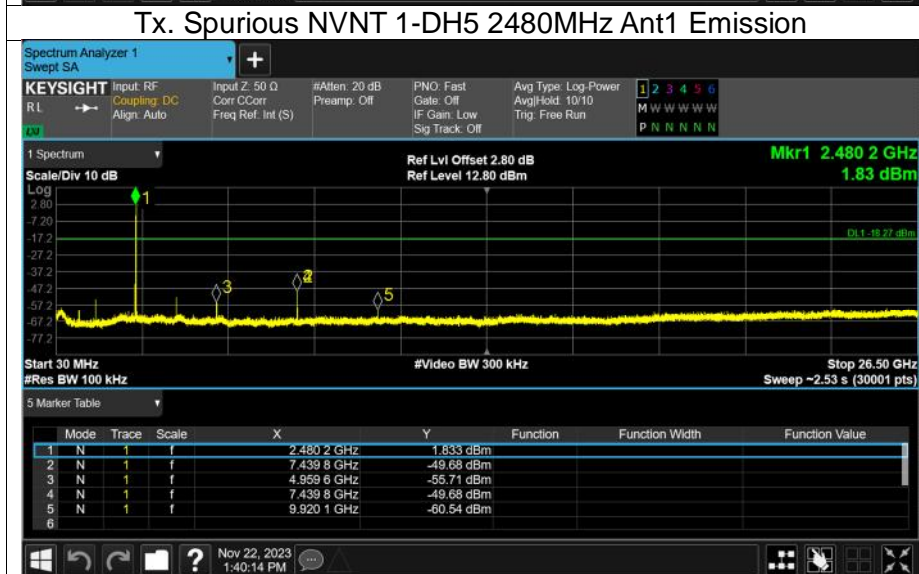 Tx. Spurious NVNT 1-DH5 2480MHz Ant1 Emission
Spectrum Analyzer 1
Swept SA
+
KEYSIGHT
R L
Input: RF
Coupling: DC
Align: Auto
Input Z: 50 Ω
Corr CCorr
Freq Ref: Int (S)
#Atten: 20 dB
Preamp: Off
PNO: Fast
Gate: Off
IF Gain: Low
Sig Track: Off
Avg Type: Log-Power
Avg|Hold: 10/10
Trig: Free Run
1 2 3 4 5 6
M W W W W W
P N N N N N
1 Spectrum
Scale/Div 10 dB
Ref Lvl Offset 2.80 dB
Ref Level 12.80 dBm
Mkr1 2.480 2 GHz
1.83 dBm
Log
2.80
-7.20
-17.2
-27.2
-37.2
-47.2
-57.2
-67.2
-77.2
1
3
2
5
DL1 -18.27 dBm
Start 30 MHz
#Video BW 300 kHz
Stop 26.50 GHz
#Res BW 100 kHz
Sweep ~2.53 s (30001 pts)
5 Marker Table
Mode Trace Scale X Y Function Function Width Function Value
1 N 1 f 2.480 2 GHz 1.833 dBm
2 N 1 f 7.439 8 GHz -49.68 dBm
3 N 1 f 4.959 6 GHz -55.71 dBm
4 N 1 f 7.439 8 GHz -49.68 dBm
5 N 1 f 9.920 1 GHz -60.54 dBm
6
?
Nov 22, 2023
1:40:14 PM